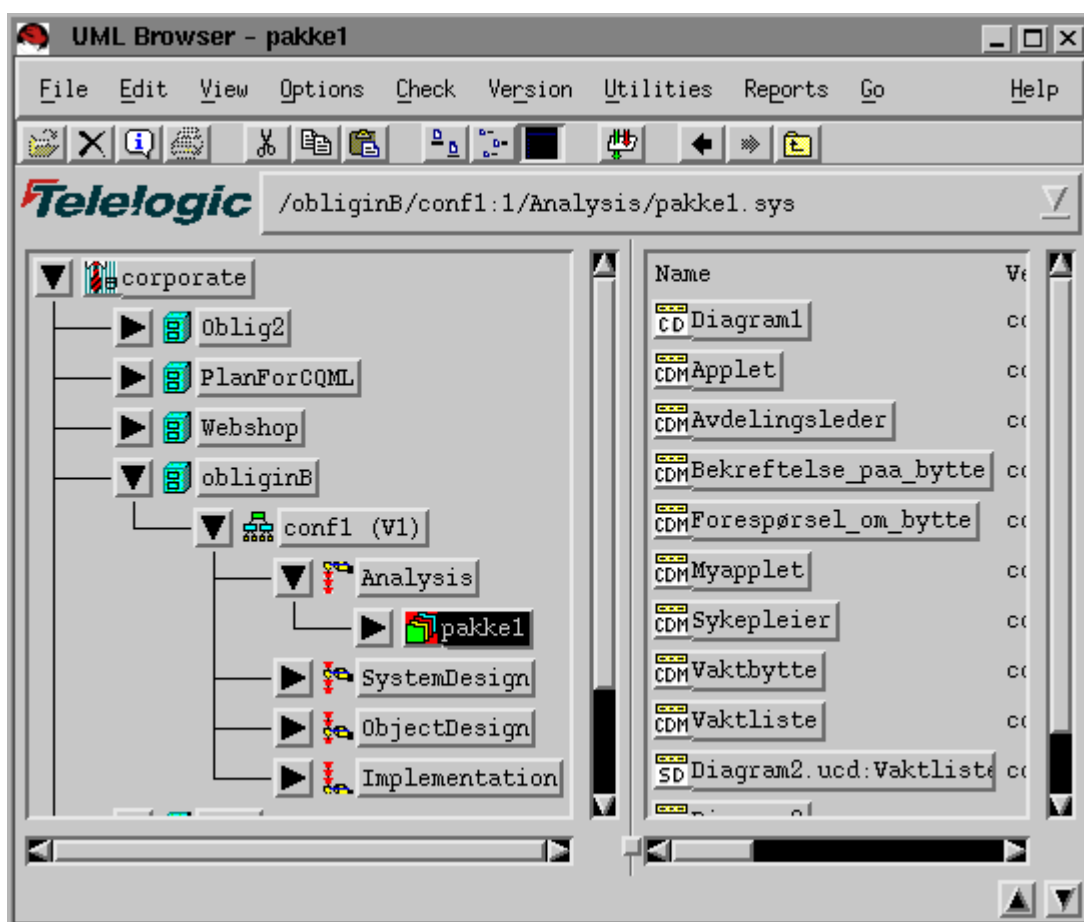 UML Browser - pakke1
File Edit View Options Check Version Utilities Reports Go Help
Telelogic /obliginB/conf1:1/Analysis/pakke1.sys
corporate
Oblig2
PlanForCQML
Webshop
obliginB
conf1 (V1)
Analysis
pakke1
SystemDesign
ObjectDesign
Implementation
Name
CD Diagram1
CDM Applet
CDM Avdelingsleder
CDM Bekreftelse_paa_bytte
CDM Forespørsel_om_bytte
CDM Myapplet
CDM Sykepleier
CDM Vaktbytte
CDM Vaktliste
SD Diagram2.ucd:Vaktliste